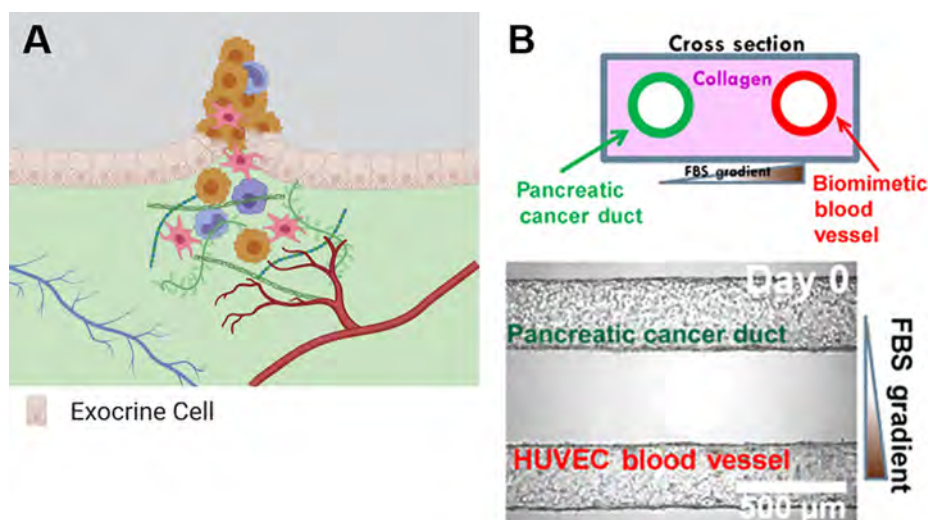 A
Exocrine Cell
B
Cross section
Collagen
FBS gradient
Pancreatic
cancer duct
Biomimetic
blood
vessel
Day 0
Pancreatic cancer duct
HUVEC blood vessel
500 µm
FBS gradient